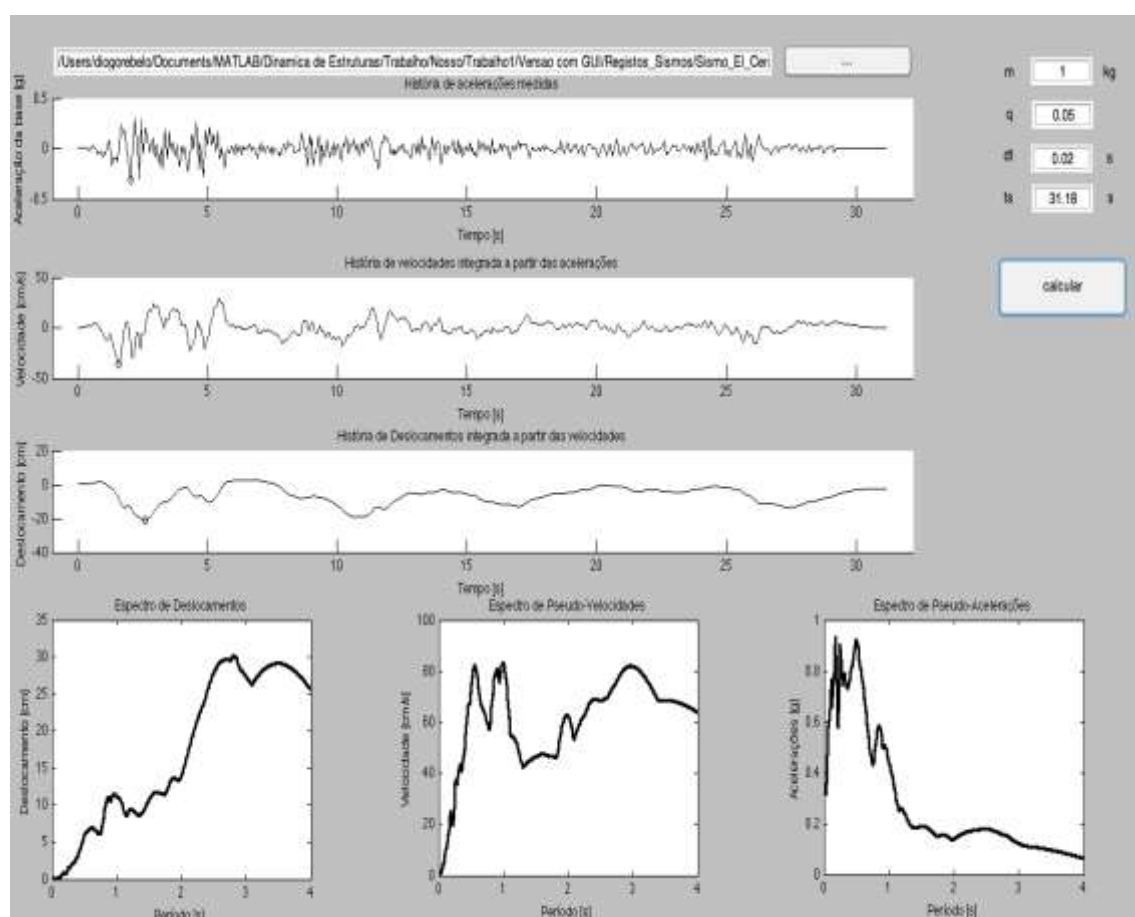 /Users/diogorebelo/Documents/MATLAB/Dinamica de Estruturas/Trabalho/Nosso/Trabalho1/Versao com GUI/Registos_Sismos/Sismo_El_Cen
...
m 1 kg
q 0.05
dt 0.02 s
ts 31.18 s
calcular
História de acelerações medidas
Aceleração da base [g]
0.5
0
-0.5
0 5 10 15 20 25 30
Tempo [s]
História de velocidades integrada a partir das acelerações
Velocidade [cm/s]
50
0
-50
0 5 10 15 20 25 30
Tempo [s]
História de Deslocamentos integrada a partir das velocidades
Deslocamento [cm]
20
0
-20
-40
0 5 10 15 20 25 30
Tempo [s]
Espectro de Deslocamentos
Deslocamento [cm]
35
30
25
20
15
10
5
0
0 1 2 3 4
Período [s]
Espectro de Pseudo-Velocidades
Velocidade [cm/s]
100
80
60
40
20
0
0 1 2 3 4
Período [s]
Espectro de Pseudo-Acelerações
Acelerações [g]
1
0.8
0.6
0.4
0.2
0
0 1 2 3 4
Período [s]